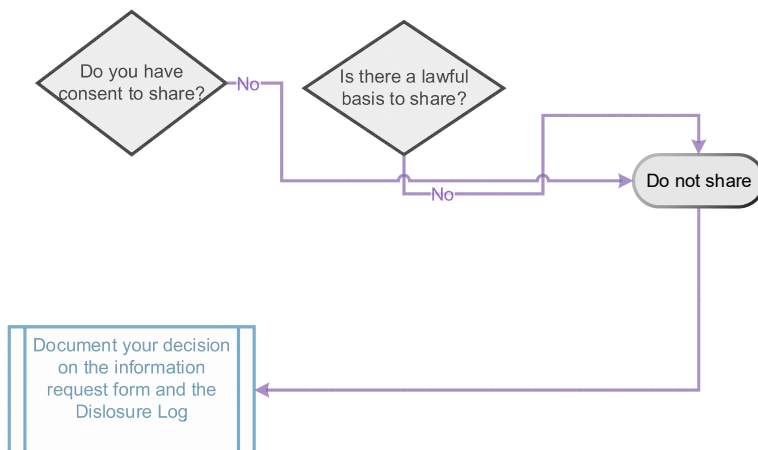 Do you have
consent to share?
No
Is there a lawful
basis to share?
No
Do not share
Document your decision
on the information
request form and the
Dislosure Log